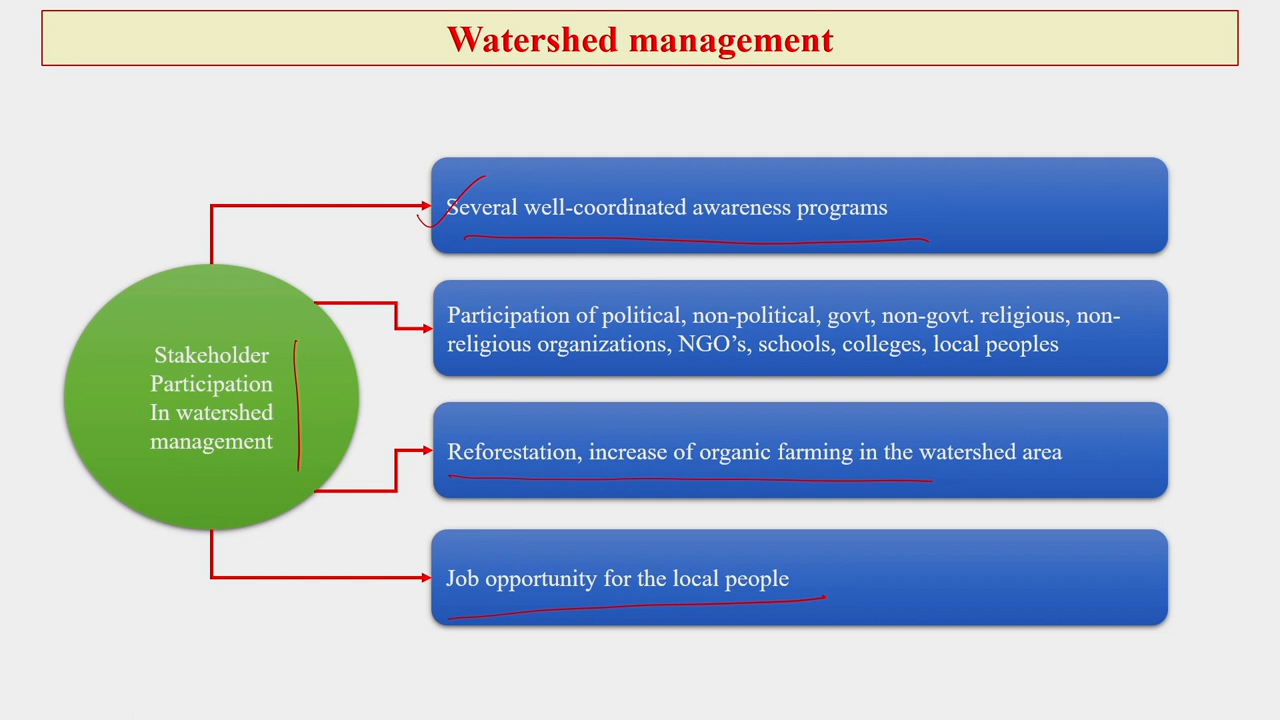 Watershed management
Stakeholder
Participation
In watershed
management
Several well-coordinated awareness programs
Participation of political, non-political, govt, non-govt. religious, non-
religious organizations, NGO’s, schools, colleges, local peoples
Reforestation, increase of organic farming in the watershed area
Job opportunity for the local people